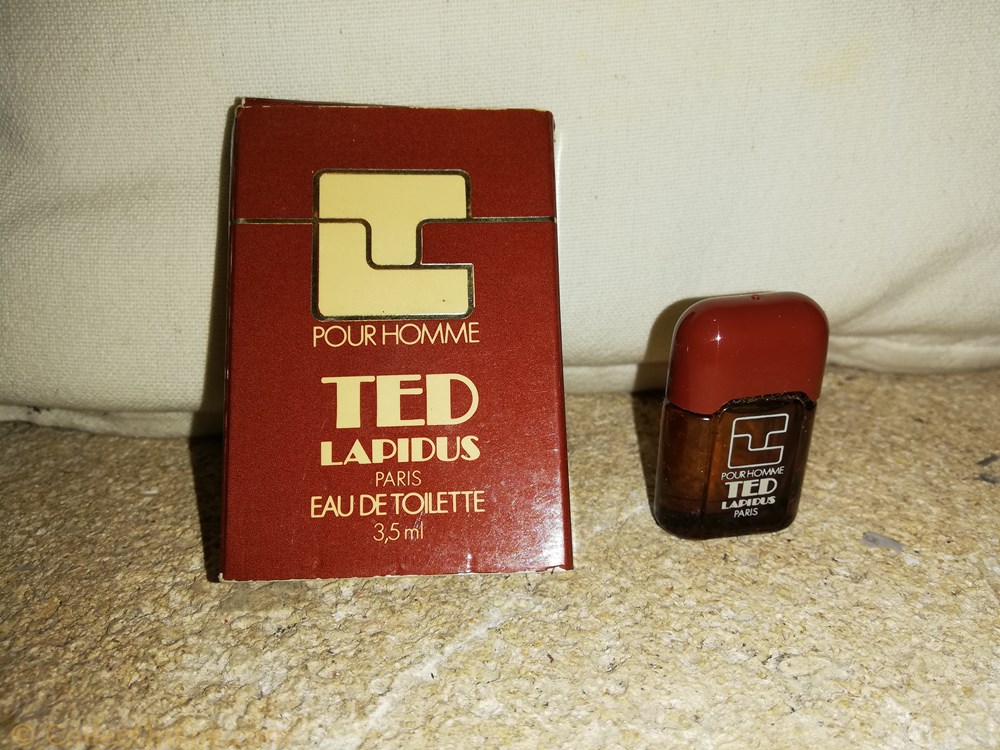 POUR HOMME
TED
LAPIDUS
PARIS
EAU DE TOILETTE
3,5 ml
POUR HOMME
TED
LAPIDUS
PARIS